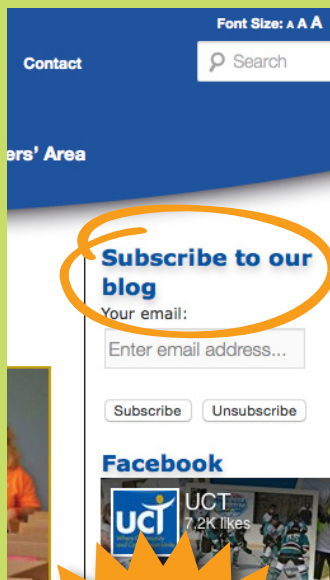 Font Size: A A A
Contact
Search
ers' Area
Subscribe to our
blog
Your email:
Enter email address...
Subscribe Unsubscribe
Facebook
UCT
UCT
7.2K likes